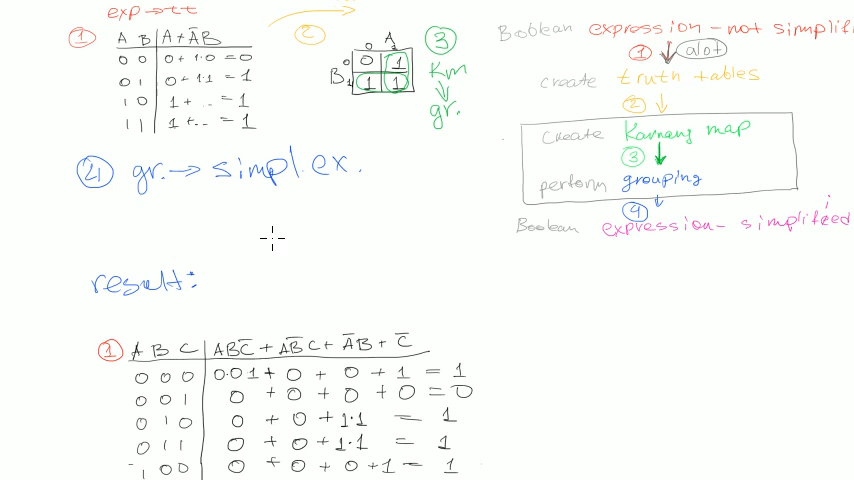 exp → tt
① A B | A + A̅B
0 0 | 0 + 1·0 = 0
0 1 | 0 + 1·1 = 1
1 0 | 1 + .. = 1
1 1 | 1 + .. = 1
②
A
0 1
B 0 | 0 | 1
1 | 1 | 1
③
Km
↓
gr.
④ gr. → simpl. ex.
result:
① A B C | ABC̅ + AB̅C + A̅B + C̅
0 0 0 | 0·0 1 + 0 + 0 + 1 = 1
0 0 1 | 0 + 0 + 0 + 0 = 0
0 1 0 | 0 + 0 + 1·1 = 1
0 1 1 | 0 + 0 + 1·1 = 1
1 0 0 | 0 + 0 + 0 + 1 = 1
Boolean expression - not simplifi
① ↓ alot
create truth tables
② ↓
create Karnang map
③ ↓
perform grouping
④ ↓
Boolean expression - simplified
i